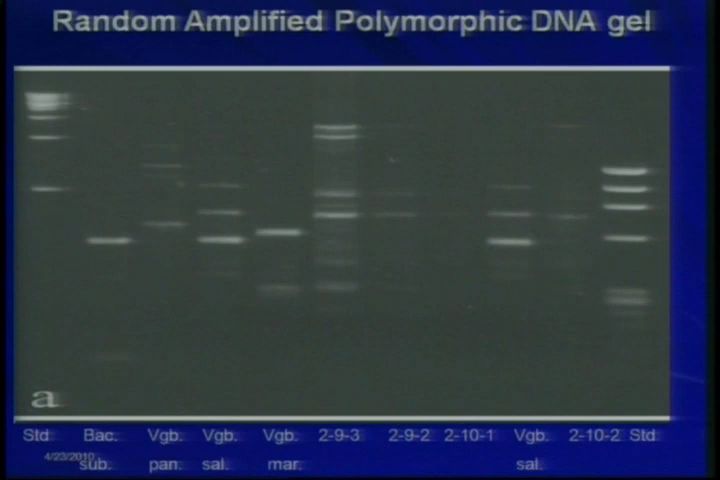 Random Amplified Polymorphic DNA gel
a
Std Bac. Vgb. Vgb. Vgb. 2-9-3 2-9-2 2-10-1 Vgb. 2-10-2 Std
4/23/2010 sub. pan. sal. mar. sal.